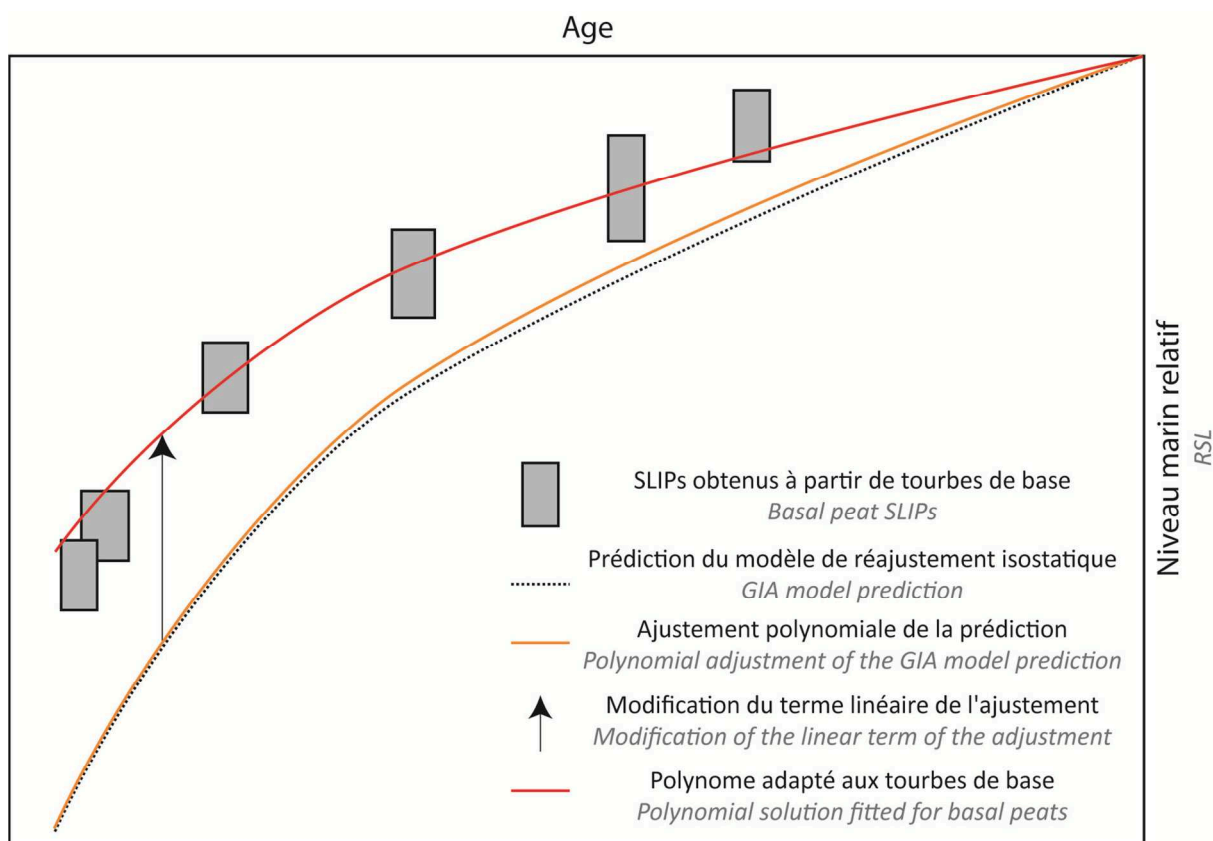 Age
Niveau marin relatif
RSL
SLIPs obtenus à partir de tourbes de base
Basal peat SLIPs
Prédiction du modèle de réajustement isostatique
GIA model prediction
Ajustement polynomiale de la prédiction
Polynomial adjustment of the GIA model prediction
Modification du terme linéaire de l'ajustement
Modification of the linear term of the adjustment
Polynome adapté aux tourbes de base
Polynomial solution fitted for basal peats